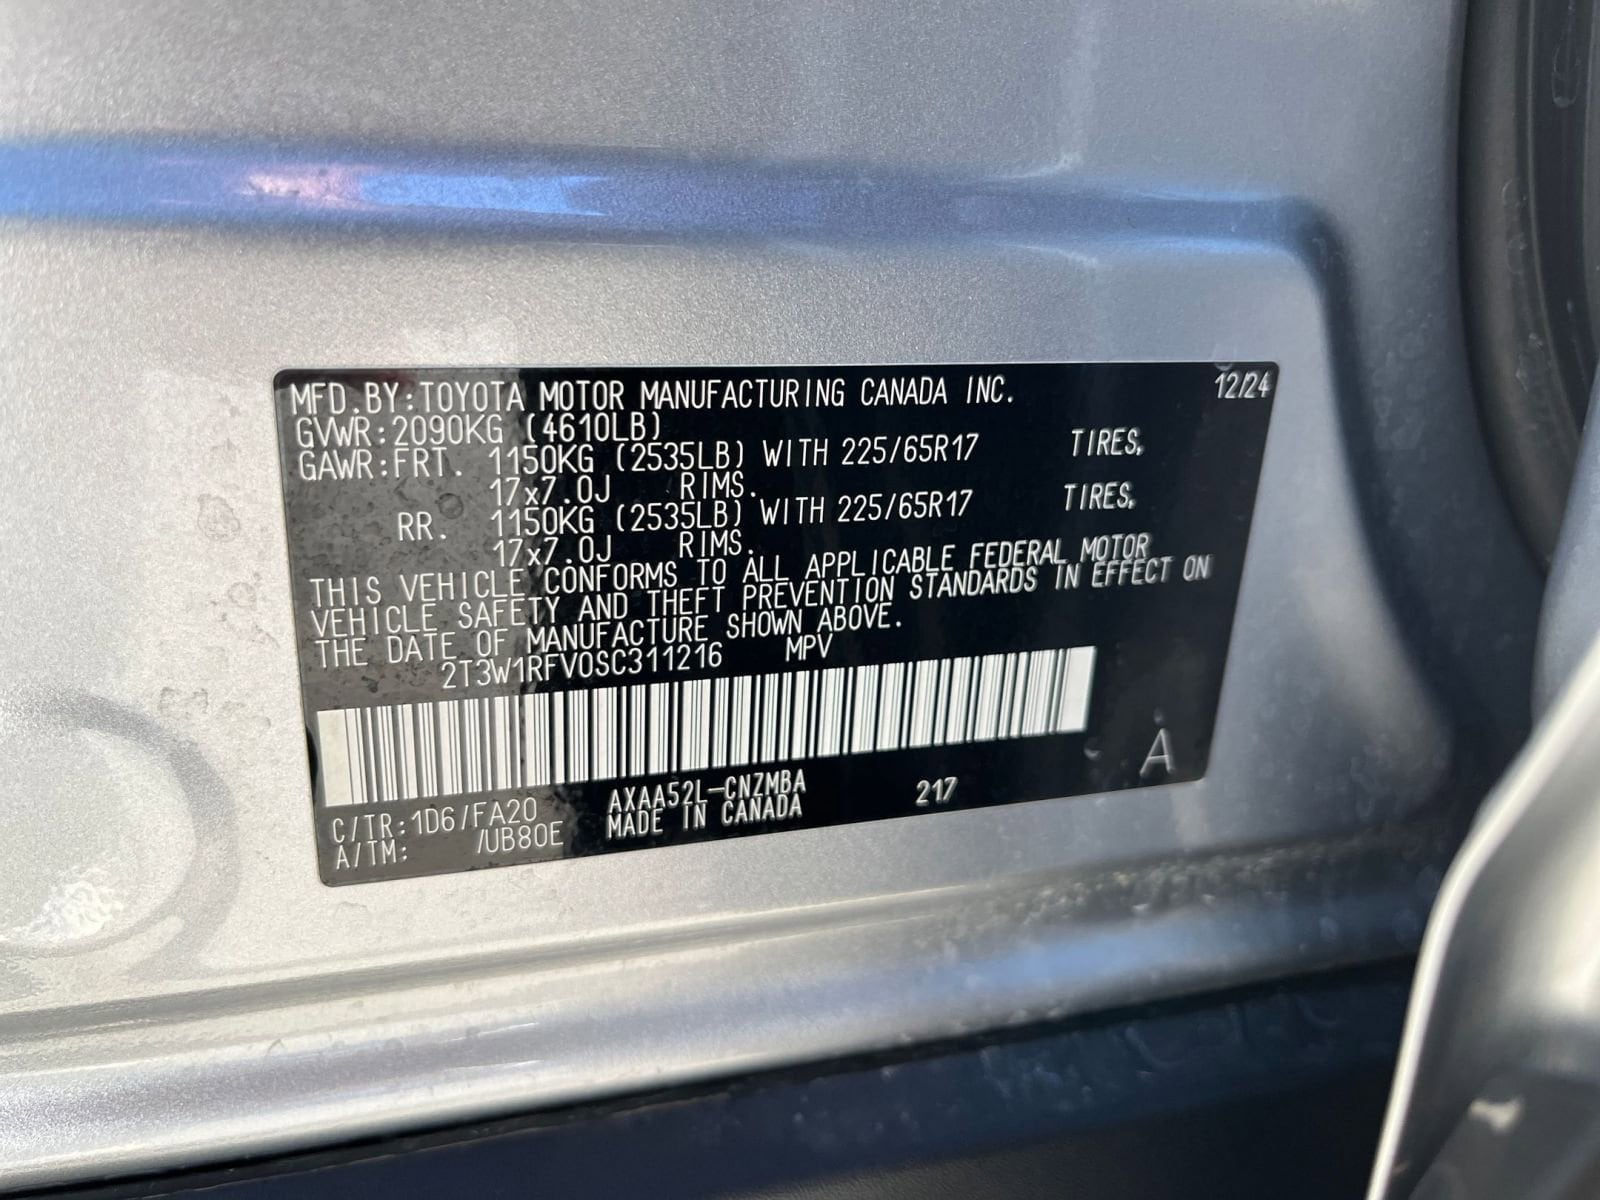 MFD.BY:TOYOTA MOTOR MANUFACTURING CANADA INC. 12/24
GVWR:2090KG (4610LB)
GAWR:FRT. 1150KG (2535LB) WITH 225/65R17 TIRES,
17x7.0J RIMS.
RR. 1150KG (2535LB) WITH 225/65R17 TIRES,
17x7.0J RIMS.
THIS VEHICLE CONFORMS TO ALL APPLICABLE FEDERAL MOTOR
VEHICLE SAFETY AND THEFT PREVENTION STANDARDS IN EFFECT ON
THE DATE OF MANUFACTURE SHOWN ABOVE.
2T3W1RFV0SC311216 MPV
A
C/TR:1D6/FA20 AXAA52L-CNZMBA 217
A/TM: /UB80E MADE IN CANADA